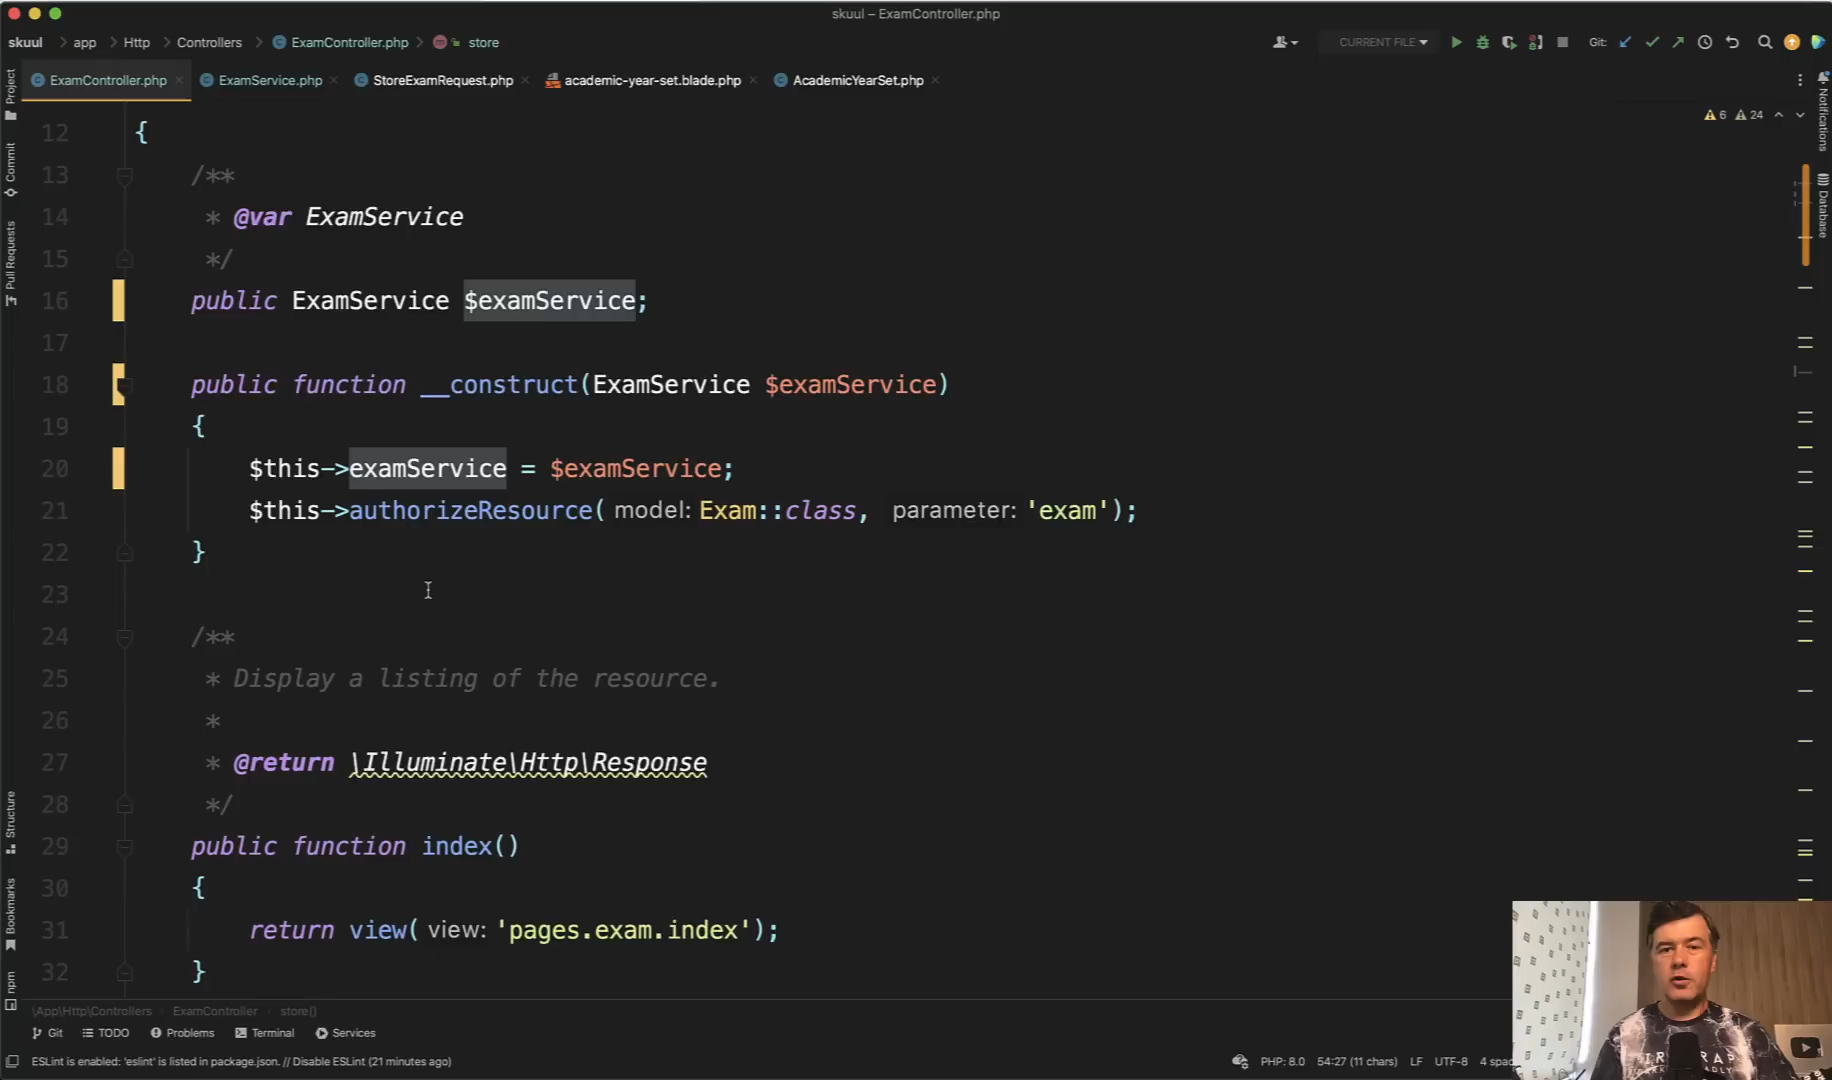 skuul – ExamController.php
skuul app Http Controllers ExamController.php m store CURRENT FILE Git:
ExamController.php ExamService.php StoreExamRequest.php academic-year-set.blade.php AcademicYearSet.php
6 24
Project
Commit
Pull Requests
Structure
Bookmarks
npm
Notifications
Database
12 {
13 /**
14 * @var ExamService
15 */
16 public ExamService $examService;
17
18 public function __construct(ExamService $examService)
19 {
20 $this->examService = $examService;
21 $this->authorizeResource( model: Exam::class, parameter: 'exam');
22 }
23
24 /**
25 * Display a listing of the resource.
26 *
27 * @return \Illuminate\Http\Response
28 */
29 public function index()
30 {
31 return view( view: 'pages.exam.index');
32 }
\App\Http\Controllers ExamController store()
Git TODO Problems Terminal Services
ESLint is enabled: 'eslint' is listed in package.json. // Disable ESLint (21 minutes ago) PHP: 8.0 54:27 (11 chars) LF UTF-8